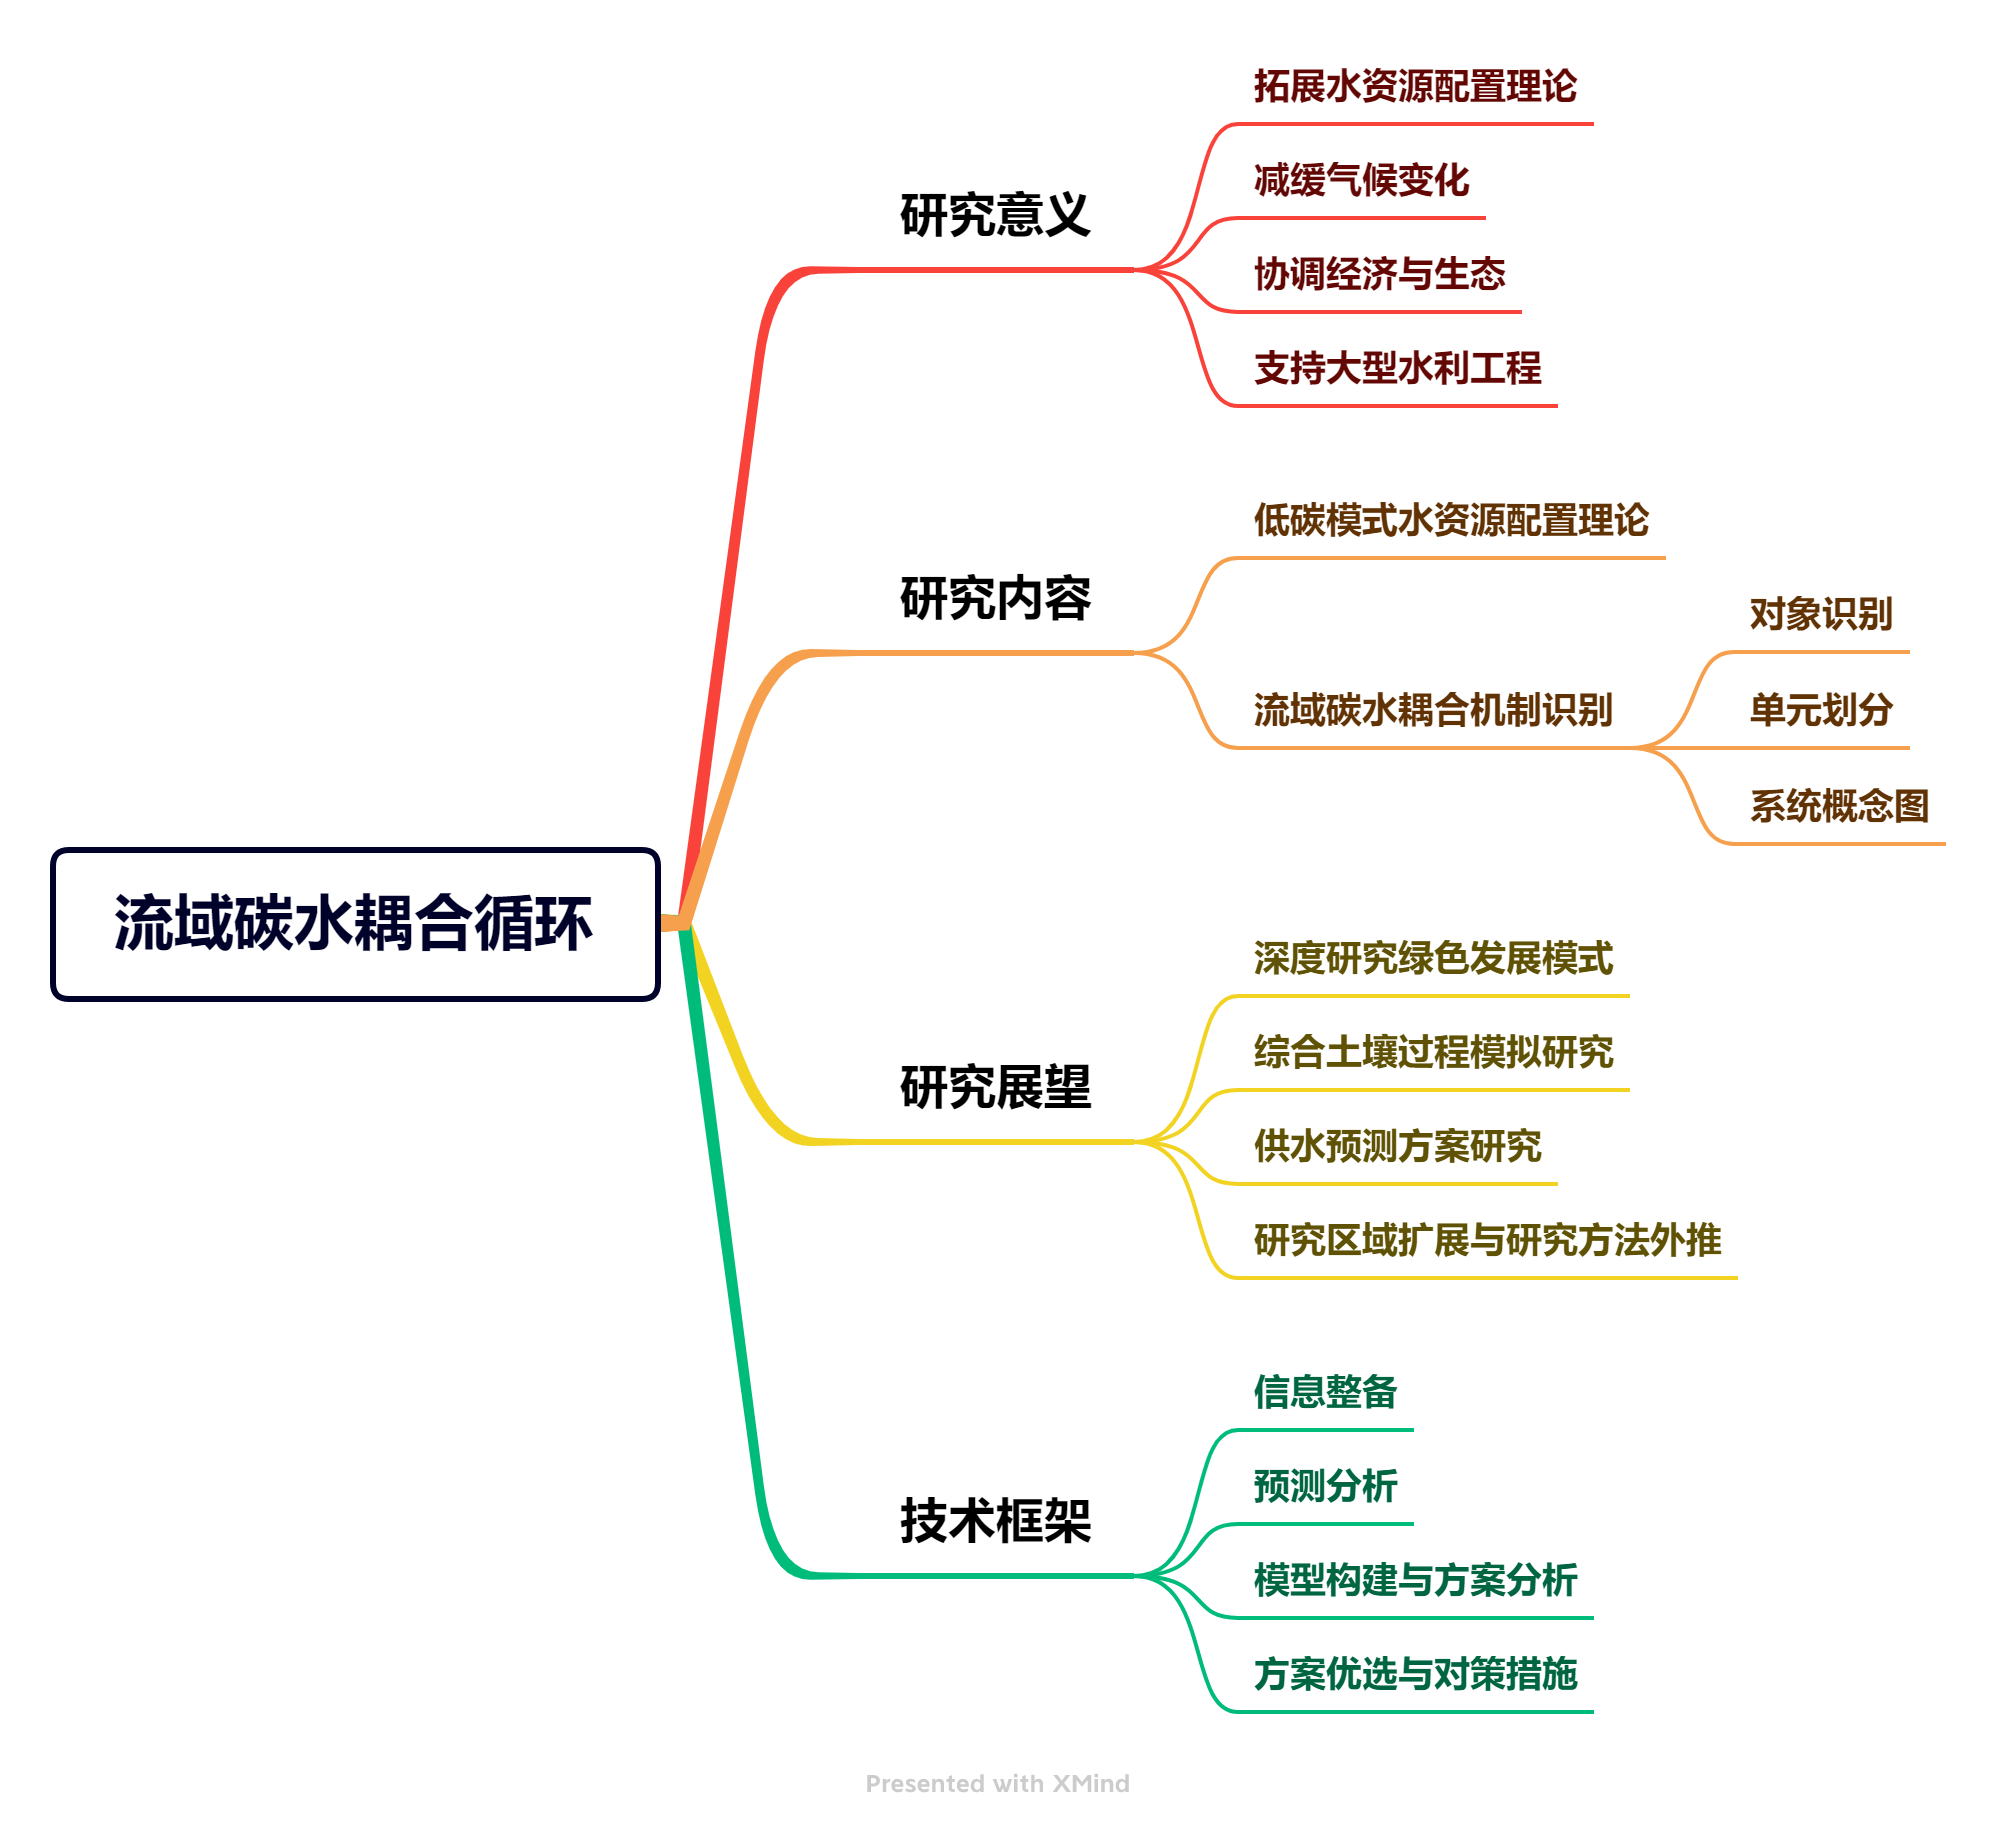 流域碳水耦合循环
研究意义
拓展水资源配置理论
减缓气候变化
协调经济与生态
支持大型水利工程
研究内容
低碳模式水资源配置理论
流域碳水耦合机制识别
对象识别
单元划分
系统概念图
研究展望
深度研究绿色发展模式
综合土壤过程模拟研究
供水预测方案研究
研究区域扩展与研究方法外推
技术框架
信息整备
预测分析
模型构建与方案分析
方案优选与对策措施
Presented with XMind